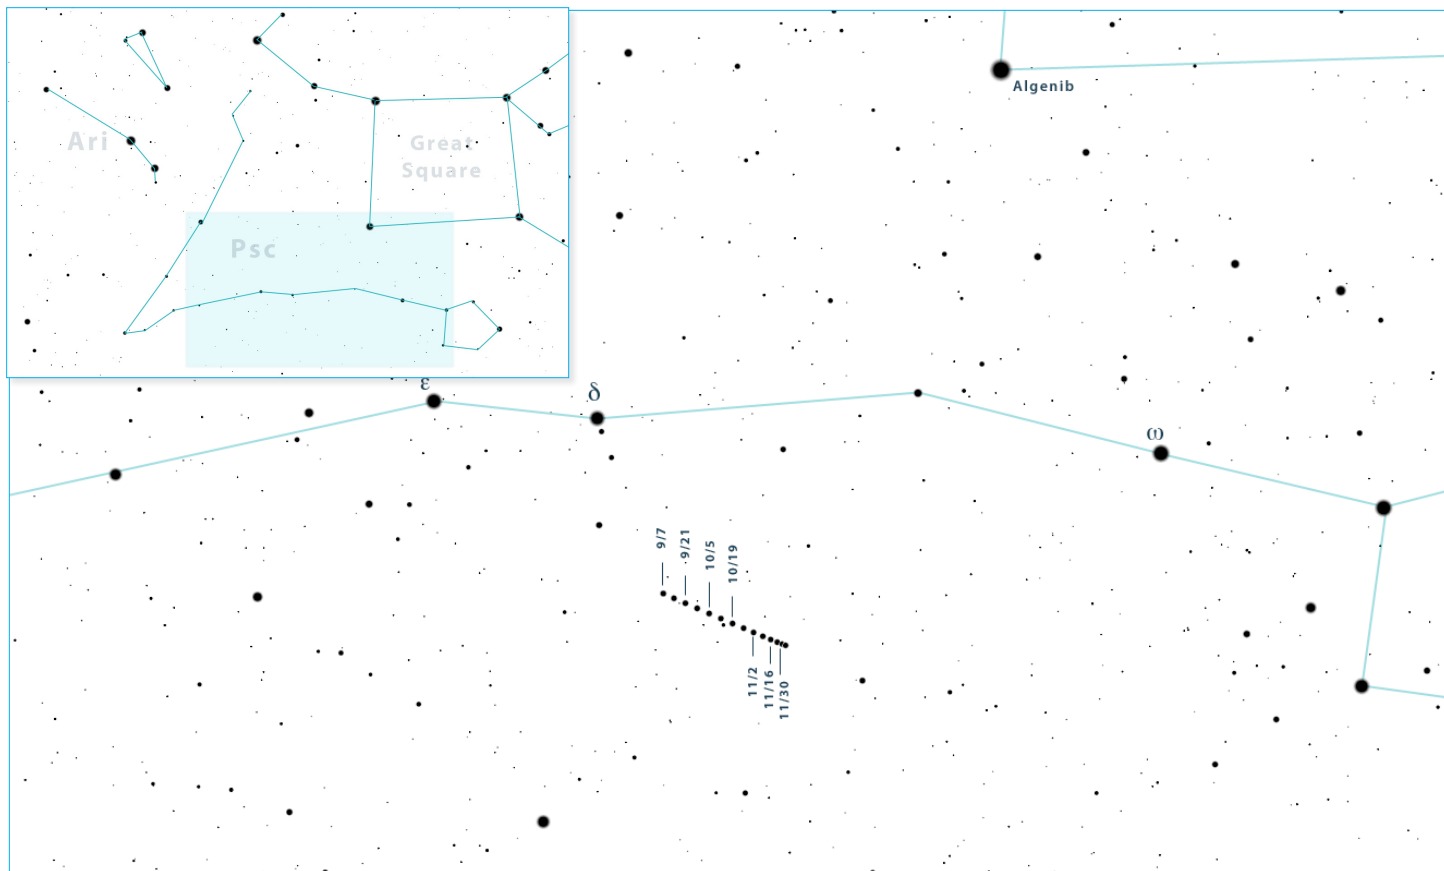 Ari
Great
Square
Psc
Algenib
ε
δ
ω
9/7
9/21
10/5
10/19
11/2
11/16
11/30